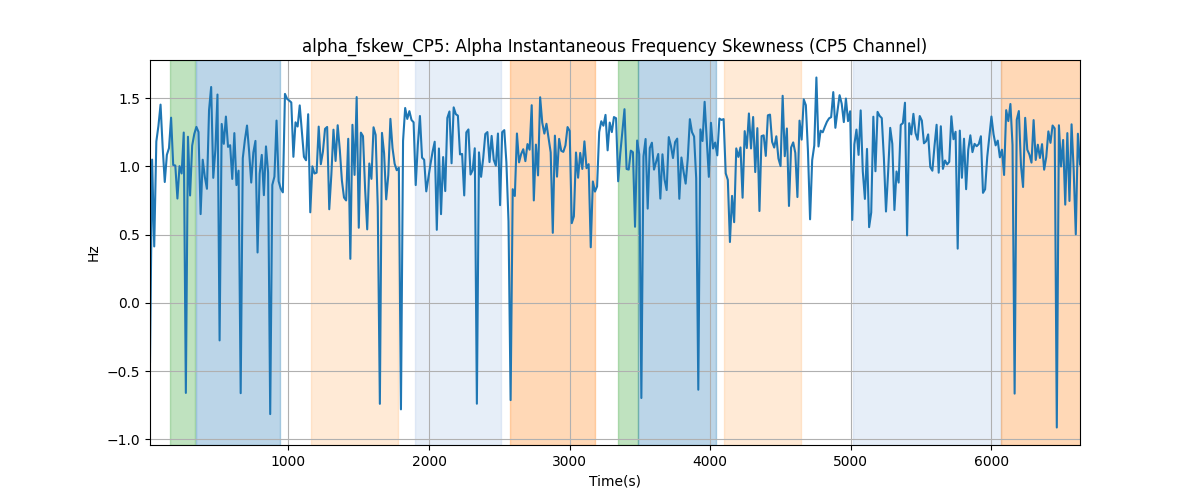 alpha_fskew_CP5: Alpha Instantaneous Frequency Skewness (CP5 Channel)
Hz
1.5
1.0
0.5
0.0
−0.5
−1.0
1000 2000 3000 4000 5000 6000
Time(s)